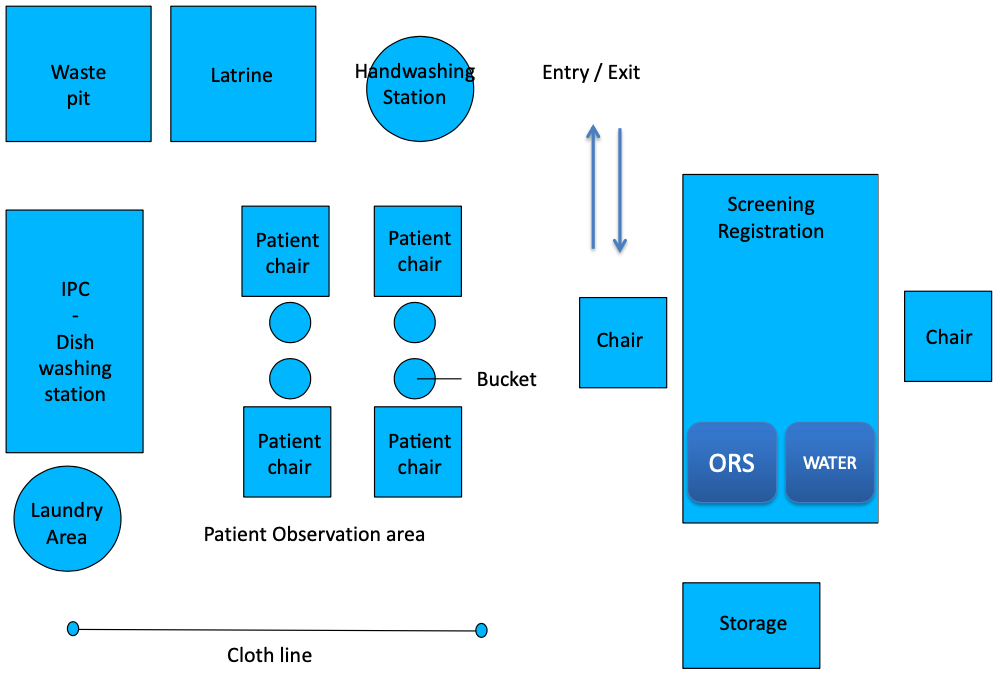 Waste
pit
Latrine
Handwashing
Station
Entry / Exit
Screening
Registration
IPC
-
Dish
washing
station
Patient
chair
Patient
chair
Chair
Chair
Bucket
Patient
chair
Patient
chair
ORS
WATER
Laundry
Area
Patient Observation area
Storage
Cloth line